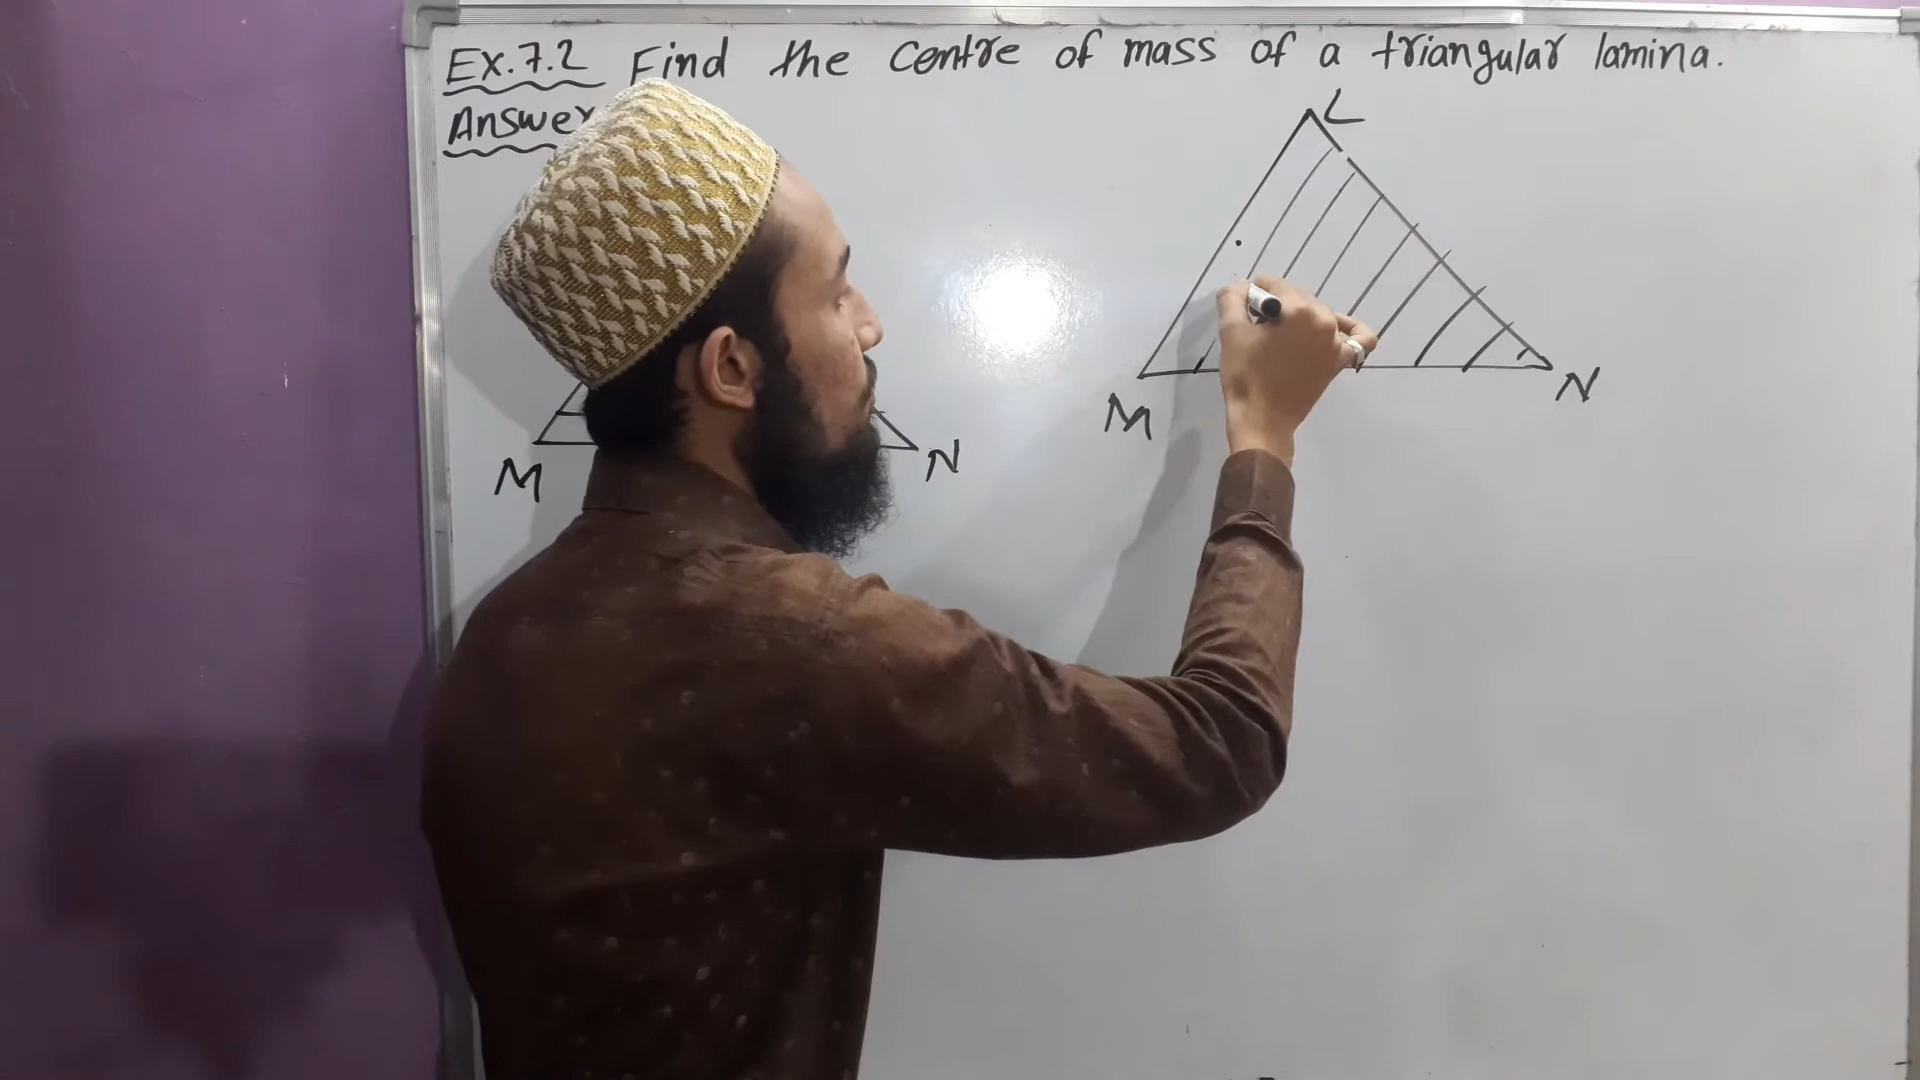 Ex.7.2 Find the centre of mass of a triangular lamina.
Answer
L
M N
M N